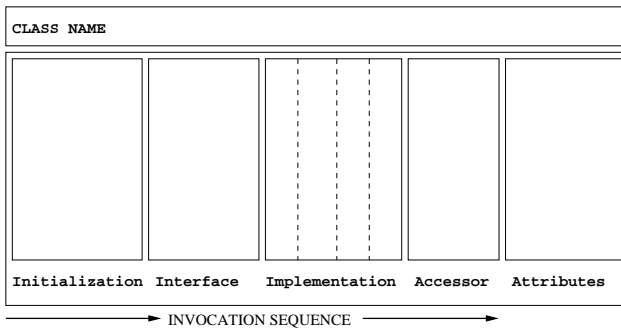 CLASS NAME
Initialization Interface Implementation Accessor Attributes
INVOCATION SEQUENCE